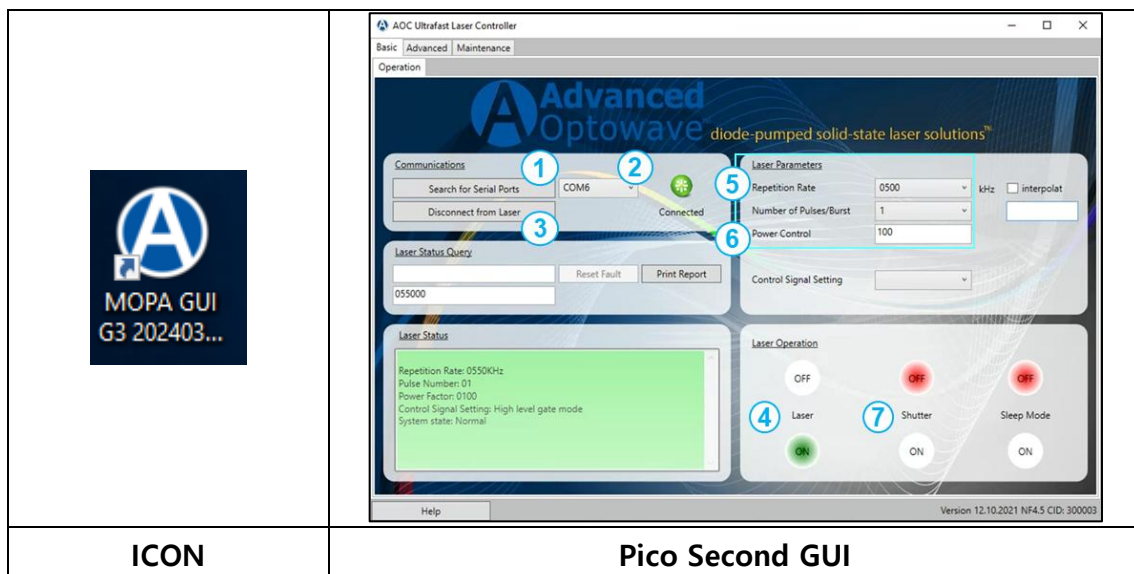 MOPA GUI
G3 202403...
AOC Ultrafast Laser Controller
Basic Advanced Maintenance
Operation
Advanced
Optowave
diode-pumped solid-state laser solutions™
Communications
1
2
Search for Serial Ports COM6
Disconnect from Laser Connected
3
Laser Parameters
5 Repetition Rate 0500 kHz interpolat
Number of Pulses/Burst 1
6 Power Control 100
Control Signal Setting
Laser Status Query
Reset Fault Print Report
055000
Laser Status
Repetition Rate: 0550KHz
Pulse Number: 01
Power Factor: 0100
Control Signal Setting: High level gate mode
System state: Normal
Laser Operation
OFF OFF OFF
4 Laser 7 Shutter Sleep Mode
ON ON ON
Help Version 12.10.2021 NF4.5 CID: 300003
ICON Pico Second GUI